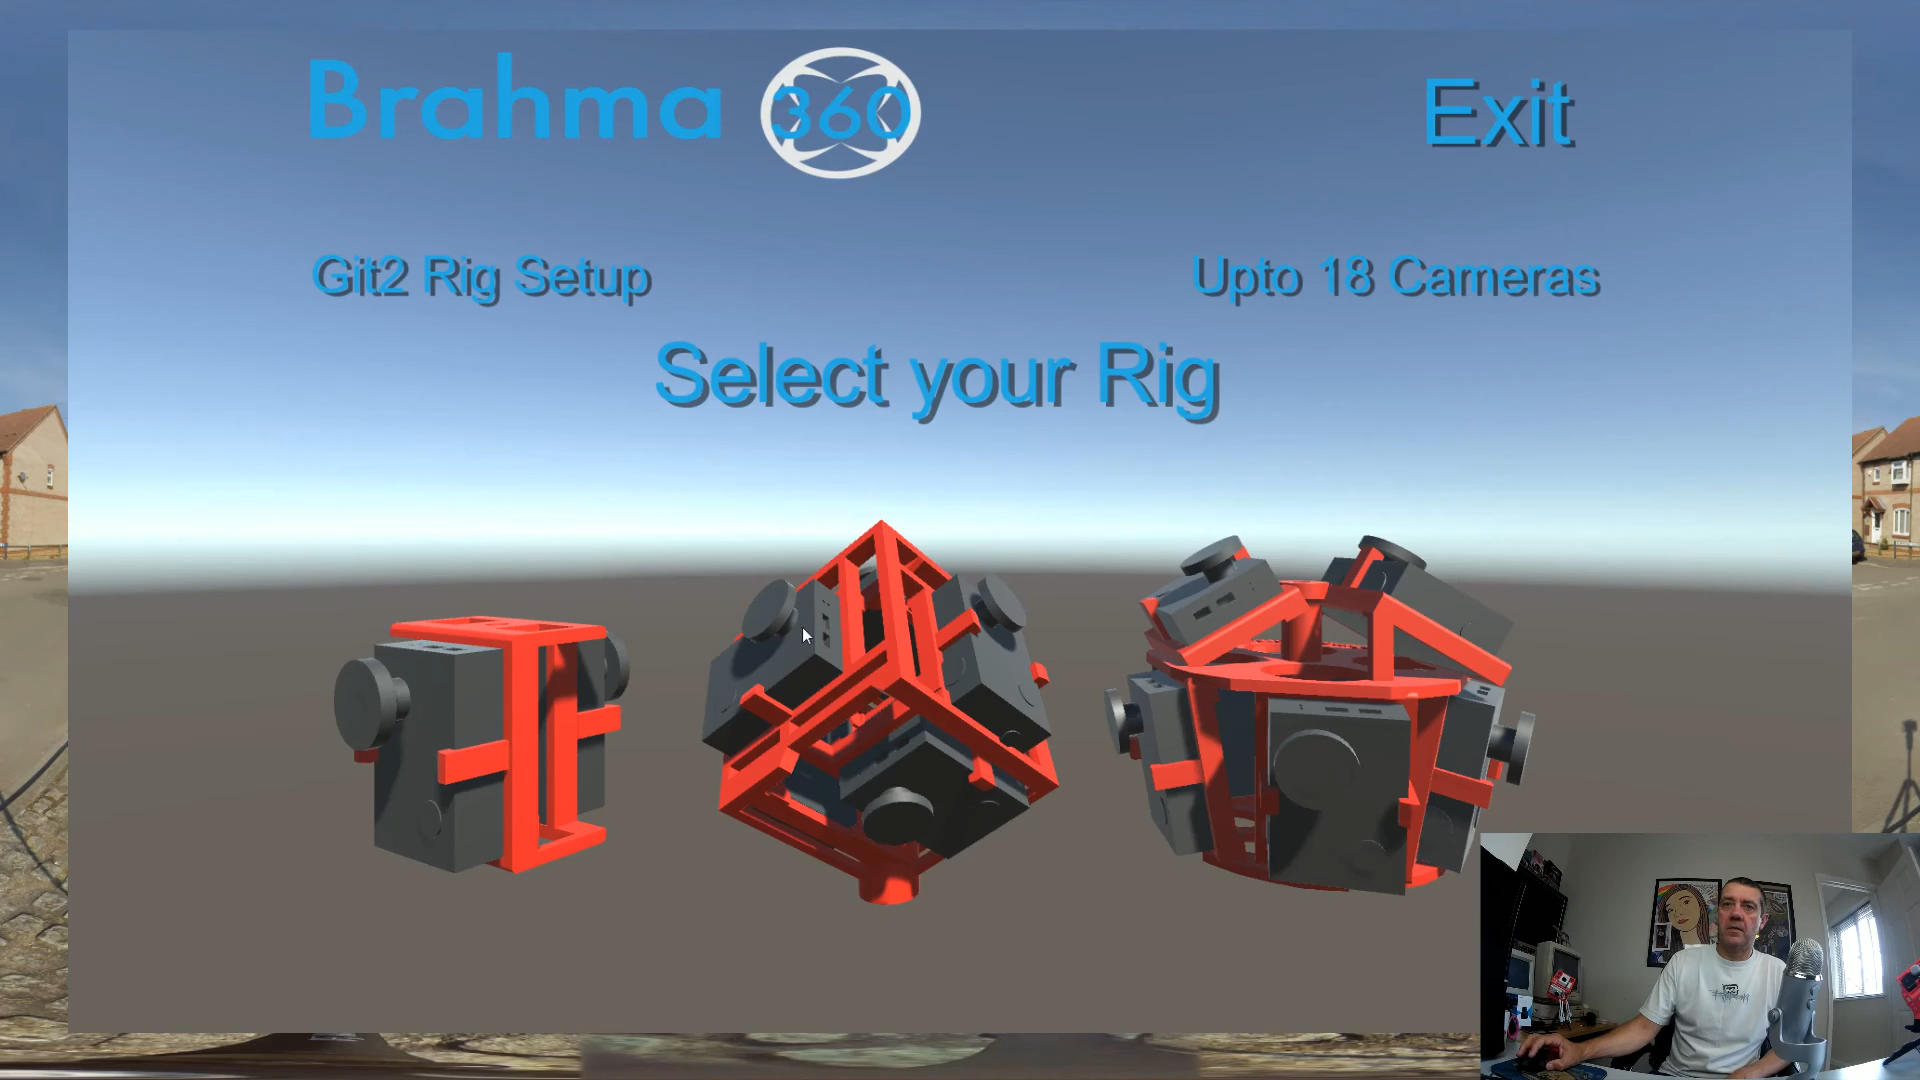 Brahma 360
Exit
Git2 Rig Setup
Upto 18 Cameras
Select your Rig